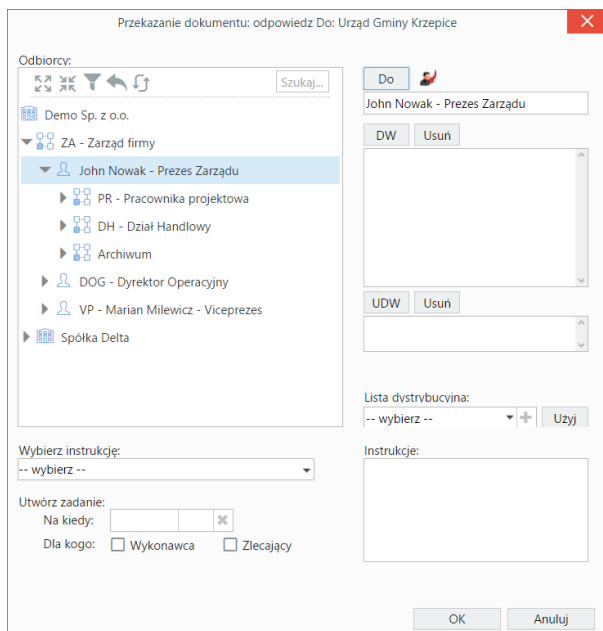 Przekazanie dokumentu: odpowiedz Do: Urząd Gminy Krzepice
Odbiorcy:
Szukaj...
Demo Sp. z o.o.
ZA - Zarząd firmy
John Nowak - Prezes Zarządu
PR - Pracownika projektowa
DH - Dział Handlowy
Archiwum
DOG - Dyrektor Operacyjny
VP - Marian Milewicz - Viceprezes
Spółka Delta
Do
John Nowak - Prezes Zarządu
DW Usuń
UDW Usuń
Lista dystrybucyjna:
-- wybierz -- Użyj
Wybierz instrukcję:
-- wybierz --
Instrukcje:
Utwórz zadanie:
Na kiedy:
Dla kogo: Wykonawca Zlecający
OK Anuluj